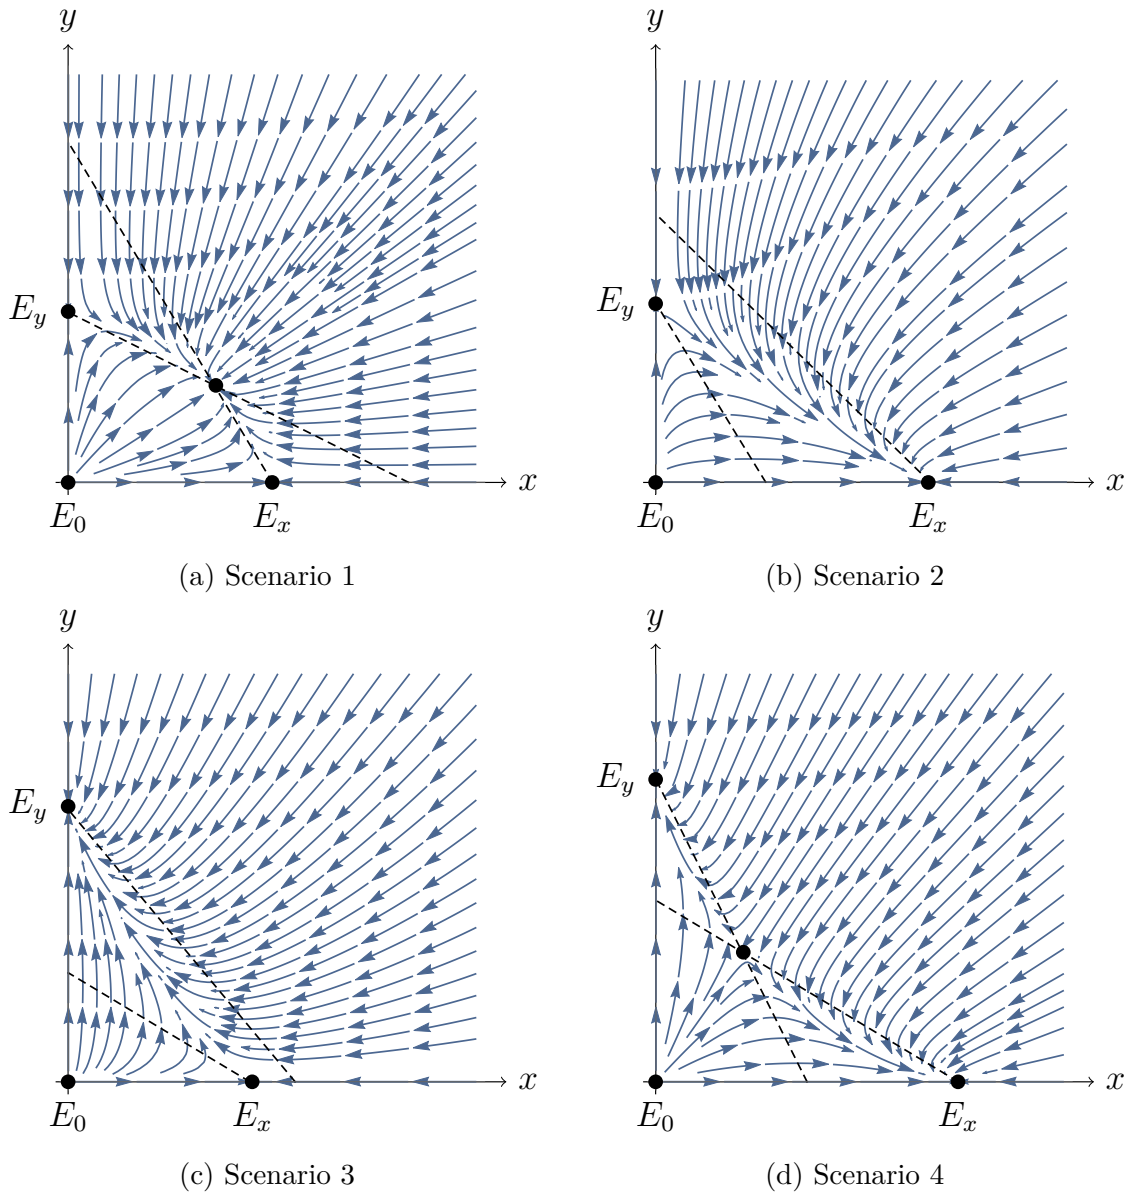 y
y
E_y
E_y
x
x
E_0
E_x
E_0
E_x
(a) Scenario 1
(b) Scenario 2
y
y
E_y
E_y
x
x
E_0
E_x
E_0
E_x
(c) Scenario 3
(d) Scenario 4